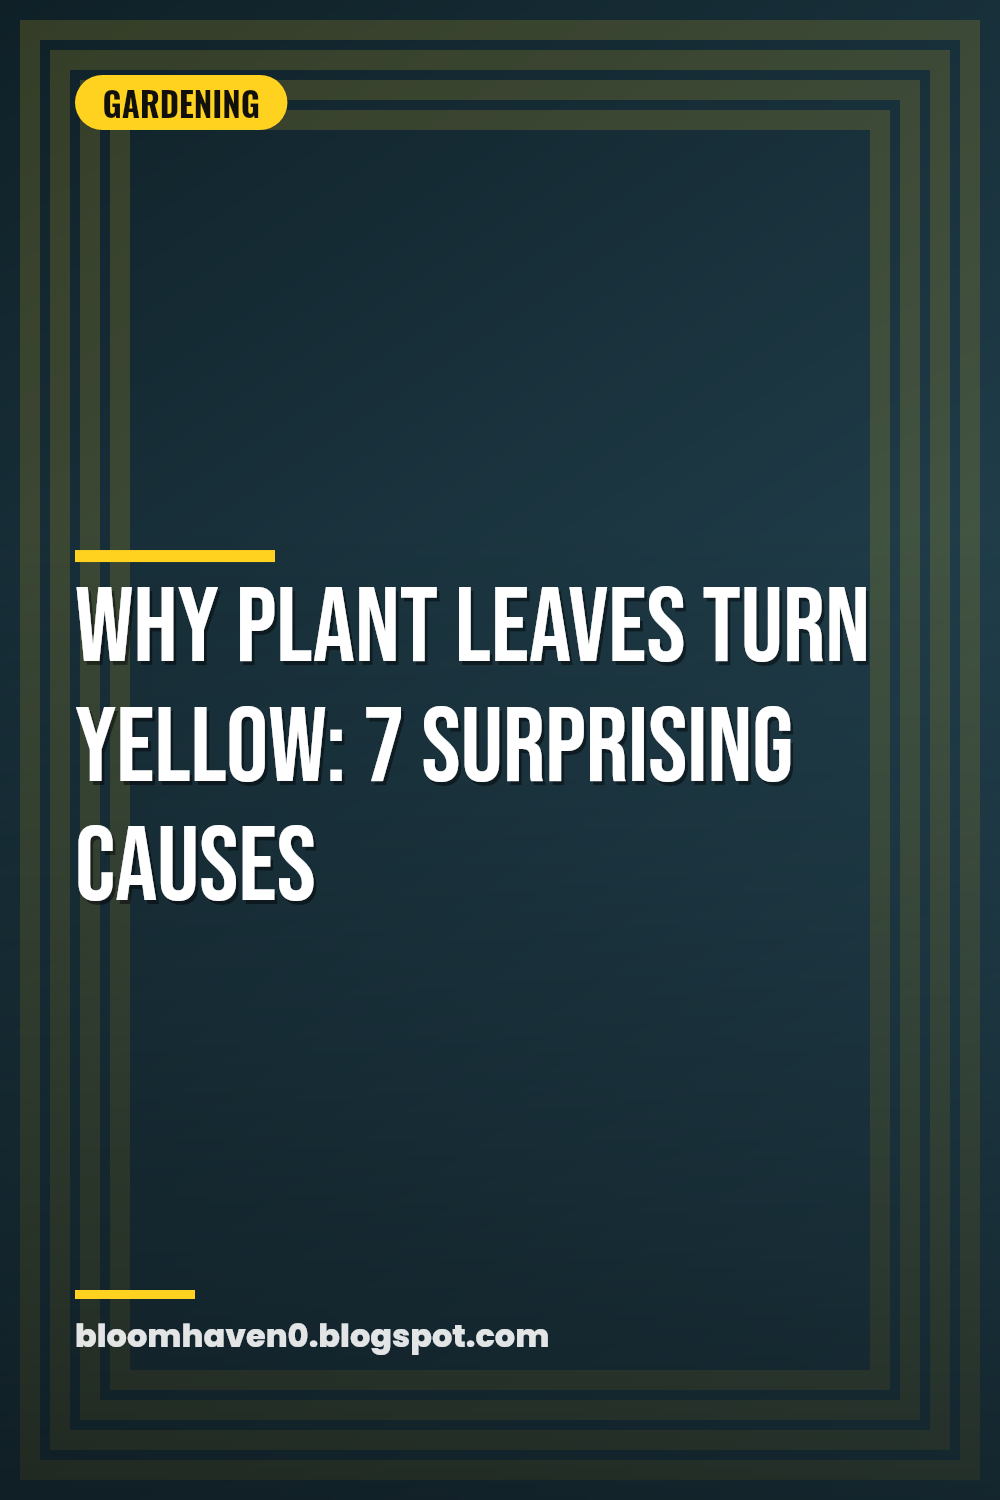 GARDENING
WHY PLANT LEAVES TURN
YELLOW: 7 SURPRISING
CAUSES
bloomhaven0.blogspot.com